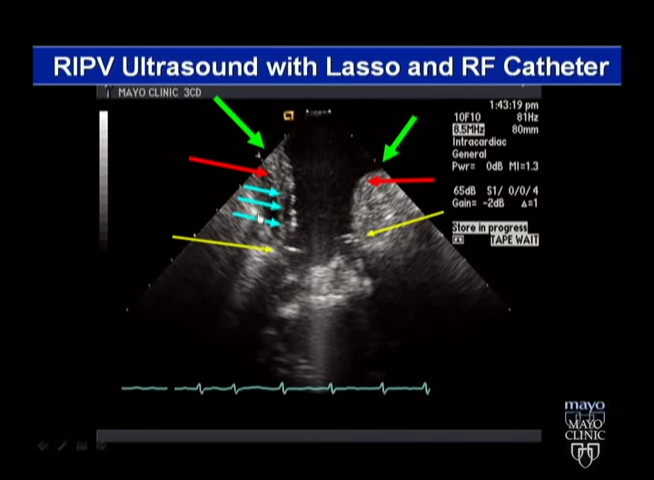 RIPV Ultrasound with Lasso and RF Catheter
MAYO CLINIC 3CD
1:43:19 pm
10F10 81Hz
8.5MHz 80mm
Intracardiac
General
Pwr= 0dB MI=1.3
65dB S1/ 0/0/4
Gain= -2dB Δ=1
Store in progress
TAPE WAIT
mayo
MAYO
CLINIC